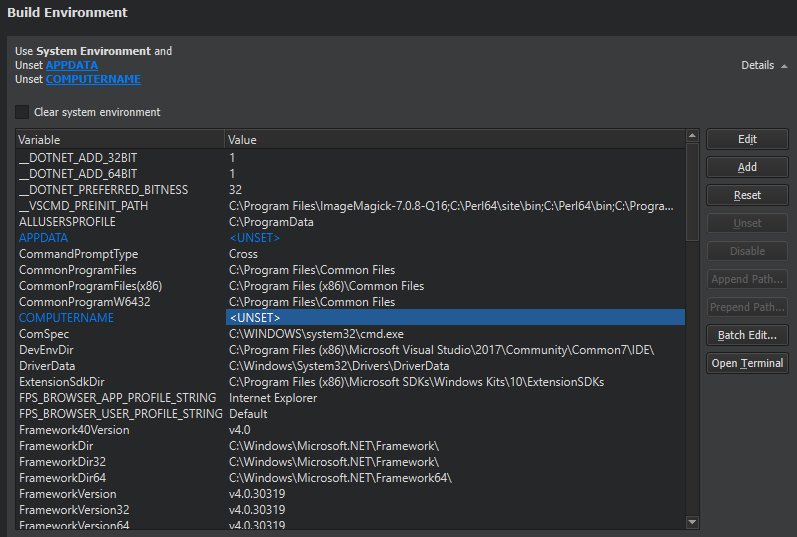 Build Environment
Use System Environment and
Unset APPDATA
Details
Unset COMPUTERNAME
Clear system environment
Variable Value
__DOTNET_ADD_32BIT 1
__DOTNET_ADD_64BIT 1
__DOTNET_PREFERRED_BITNESS 32
__VSCMD_PREINIT_PATH C:\Program Files\ImageMagick-7.0.8-Q16;C:\Perl64\site\bin;C:\Perl64\bin;C:\Progra...
ALLUSERSPROFILE C:\ProgramData
APPDATA <UNSET>
CommandPromptType Cross
CommonProgramFiles C:\Program Files\Common Files
CommonProgramFiles(x86) C:\Program Files (x86)\Common Files
CommonProgramW6432 C:\Program Files\Common Files
COMPUTERNAME <UNSET>
ComSpec C:\WINDOWS\system32\cmd.exe
DevEnvDir C:\Program Files (x86)\Microsoft Visual Studio\2017\Community\Common7\IDE\
DriverData C:\Windows\System32\Drivers\DriverData
ExtensionSdkDir C:\Program Files (x86)\Microsoft SDKs\Windows Kits\10\ExtensionSDKs
FPS_BROWSER_APP_PROFILE_STRING Internet Explorer
FPS_BROWSER_USER_PROFILE_STRING Default
Framework40Version v4.0
FrameworkDir C:\Windows\Microsoft.NET\Framework\
FrameworkDir32 C:\Windows\Microsoft.NET\Framework\
FrameworkDir64 C:\Windows\Microsoft.NET\Framework64\
FrameworkVersion v4.0.30319
FrameworkVersion32 v4.0.30319
FrameworkVersion64 v4.0.30319
Edit
Add
Reset
Unset
Disable
Append Path...
Prepend Path...
Batch Edit...
Open Terminal